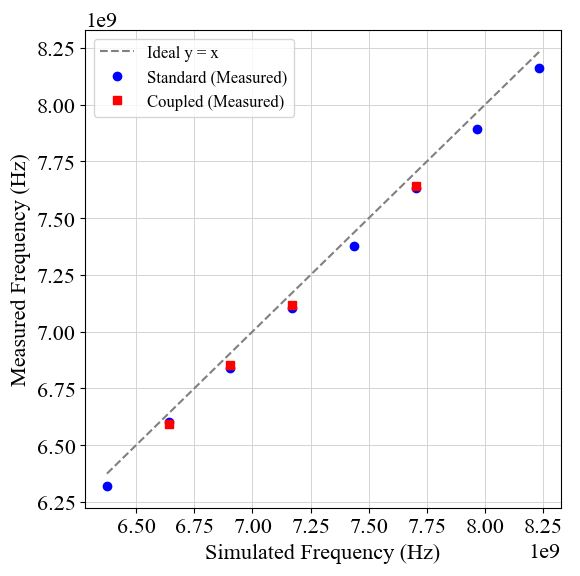 1e9
8.25
8.00
7.75
7.50
7.25
7.00
6.75
6.50
6.25
Measured Frequency (Hz)
Ideal y = x
Standard (Measured)
Coupled (Measured)
6.50 6.75 7.00 7.25 7.50 7.75 8.00 8.25
Simulated Frequency (Hz)
1e9